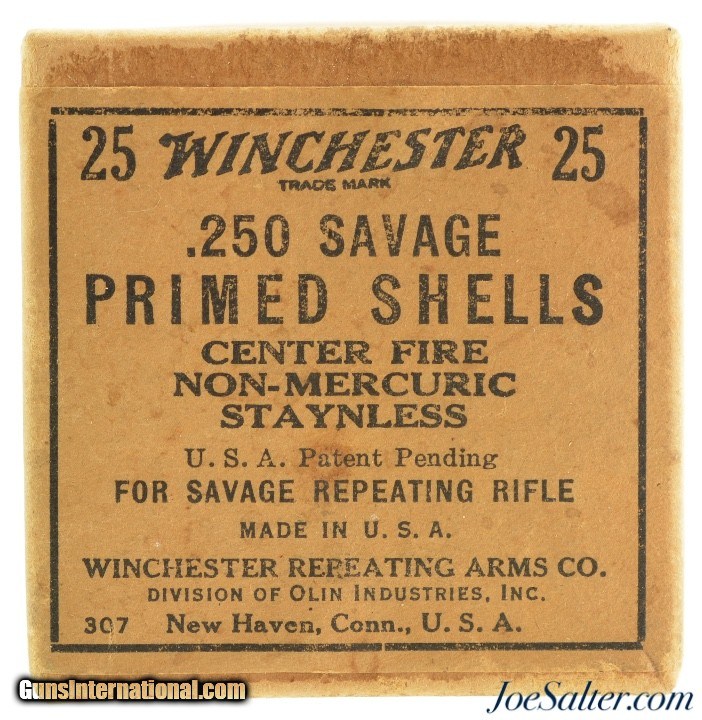 25 WINCHESTER 25
TRADE MARK
.250 SAVAGE
PRIMED SHELLS
CENTER FIRE
NON-MERCURIC
STAYNLESS
U. S. A. Patent Pending
FOR SAVAGE REPEATING RIFLE
MADE IN U. S. A.
WINCHESTER REPEATING ARMS CO.
DIVISION OF OLIN INDUSTRIES, INC.
307 New Haven, Conn., U. S. A.
GunsInternational.com
JoeSalter.com